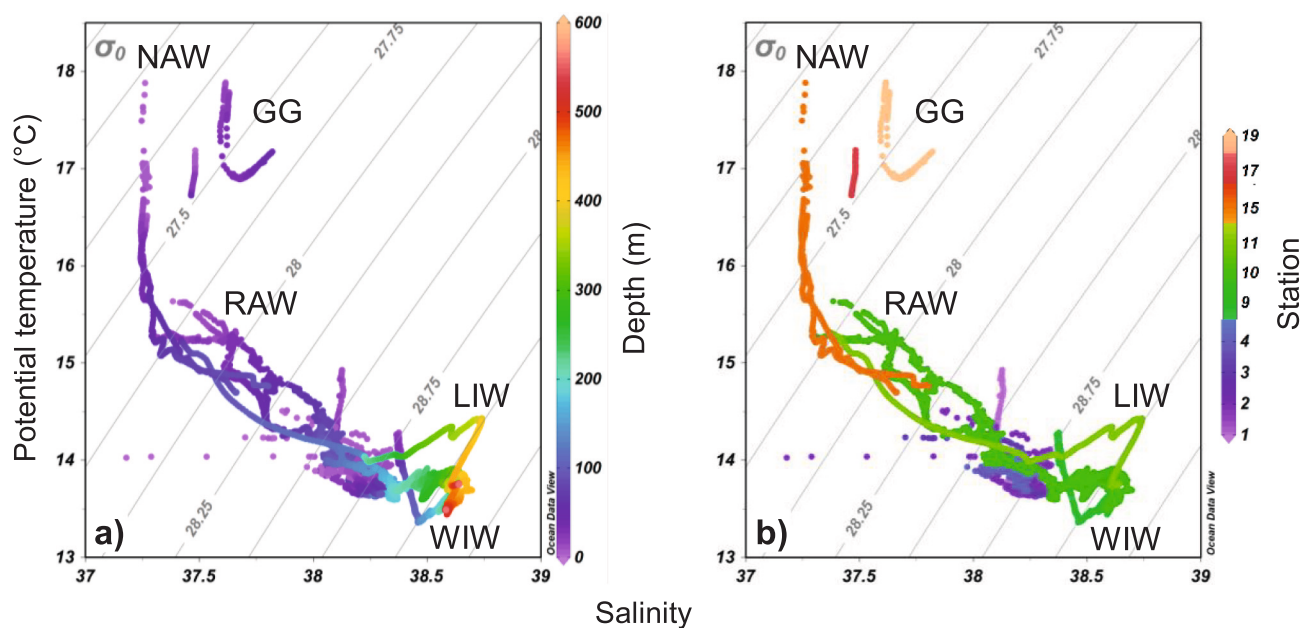 σ0
NAW
GG
RAW
LIW
WIW
27.5
27.75
28
28
28.25
28.75
a)
Ocean Data View
Potential temperature (°C)
18
17
16
15
14
13
37
37.5
38
38.5
39
600
500
400
300
200
100
0
Depth (m)
Salinity
σ0
NAW
GG
RAW
LIW
WIW
27.5
27.75
28
28
28.25
28.75
b)
Ocean Data View
18
17
16
15
14
13
37
37.5
38
38.5
39
19
17
16
15
11
10
9
4
3
2
1
Station